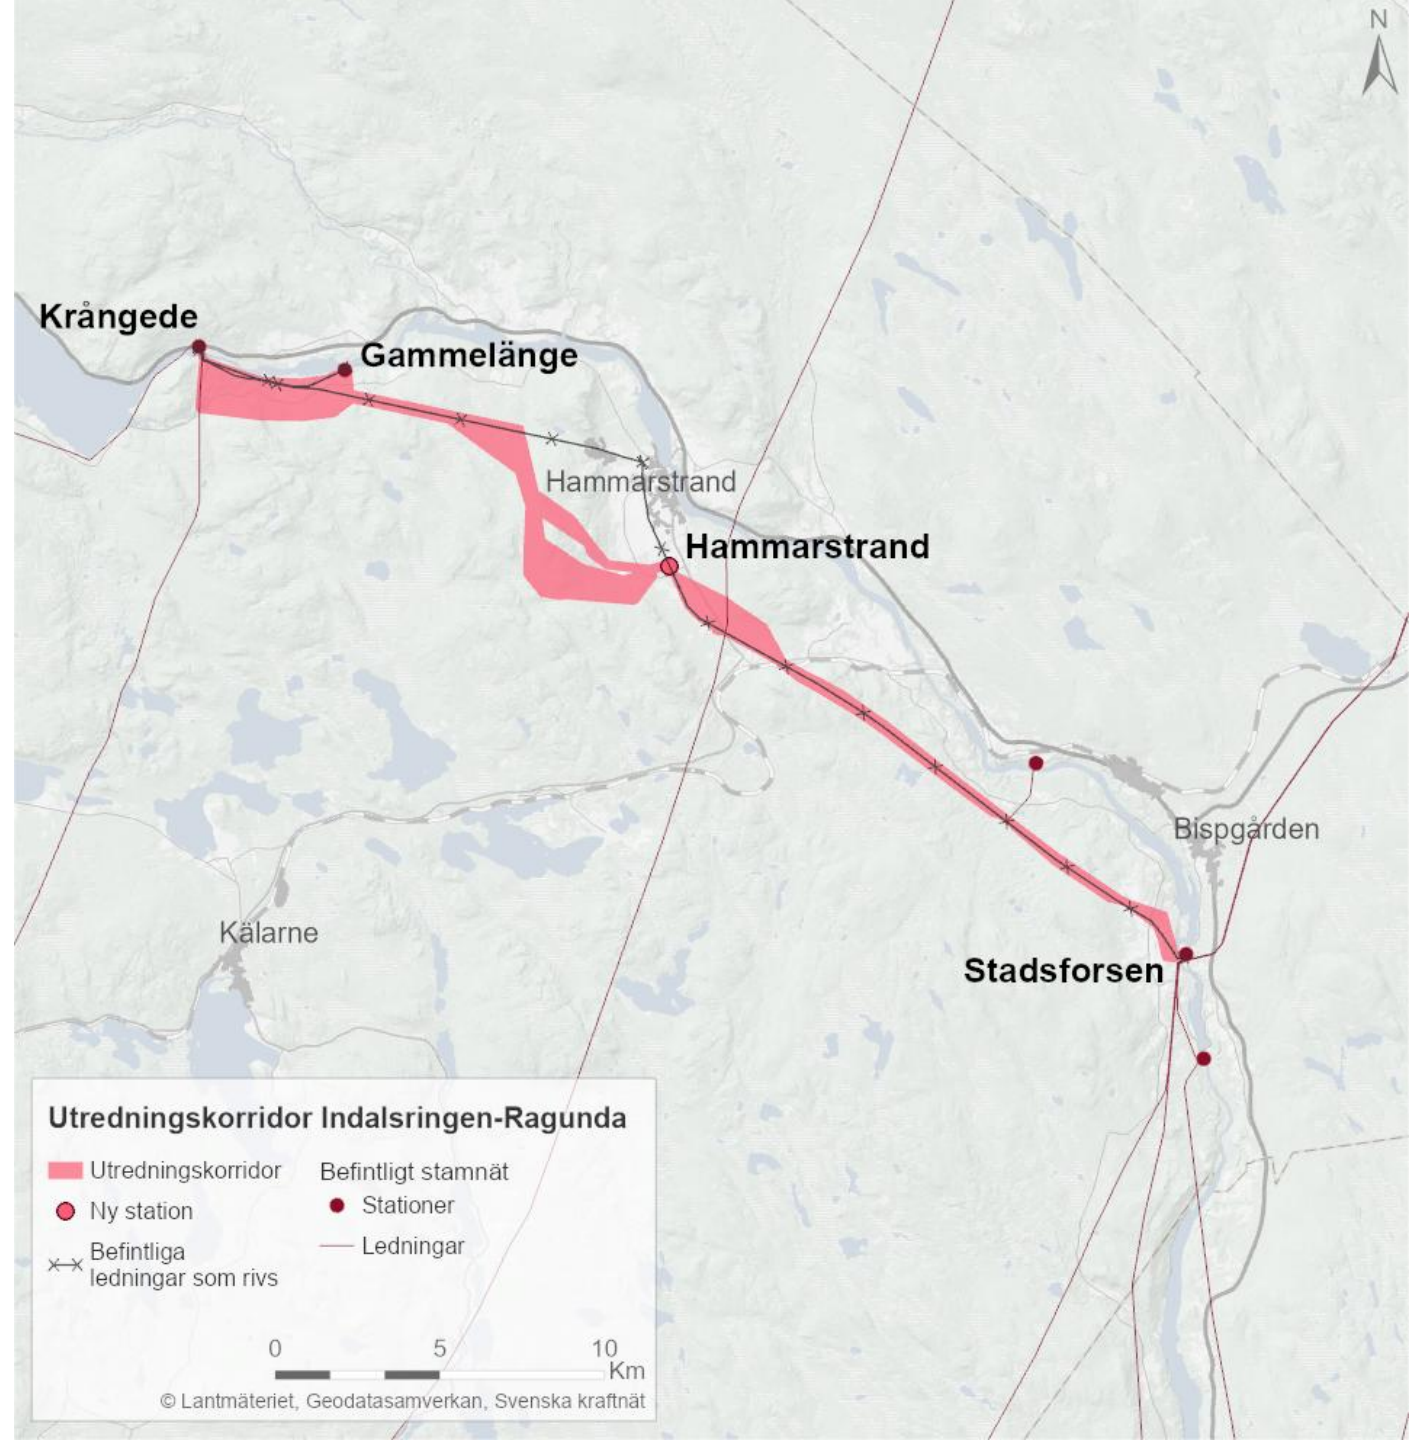 N
Krångede
Gammelänge
Hammarstrand
Hammarstrand
Bispgården
Kälarne
Stadsforsen
Utredningskorridor Indalsringen-Ragunda
Utredningskorridor
Ny station
Befintliga
ledningar som rivs
Befintligt stamnät
Stationer
Ledningar
0 5 10
Km
© Lantmäteriet, Geodatasamverkan, Svenska kraftnät